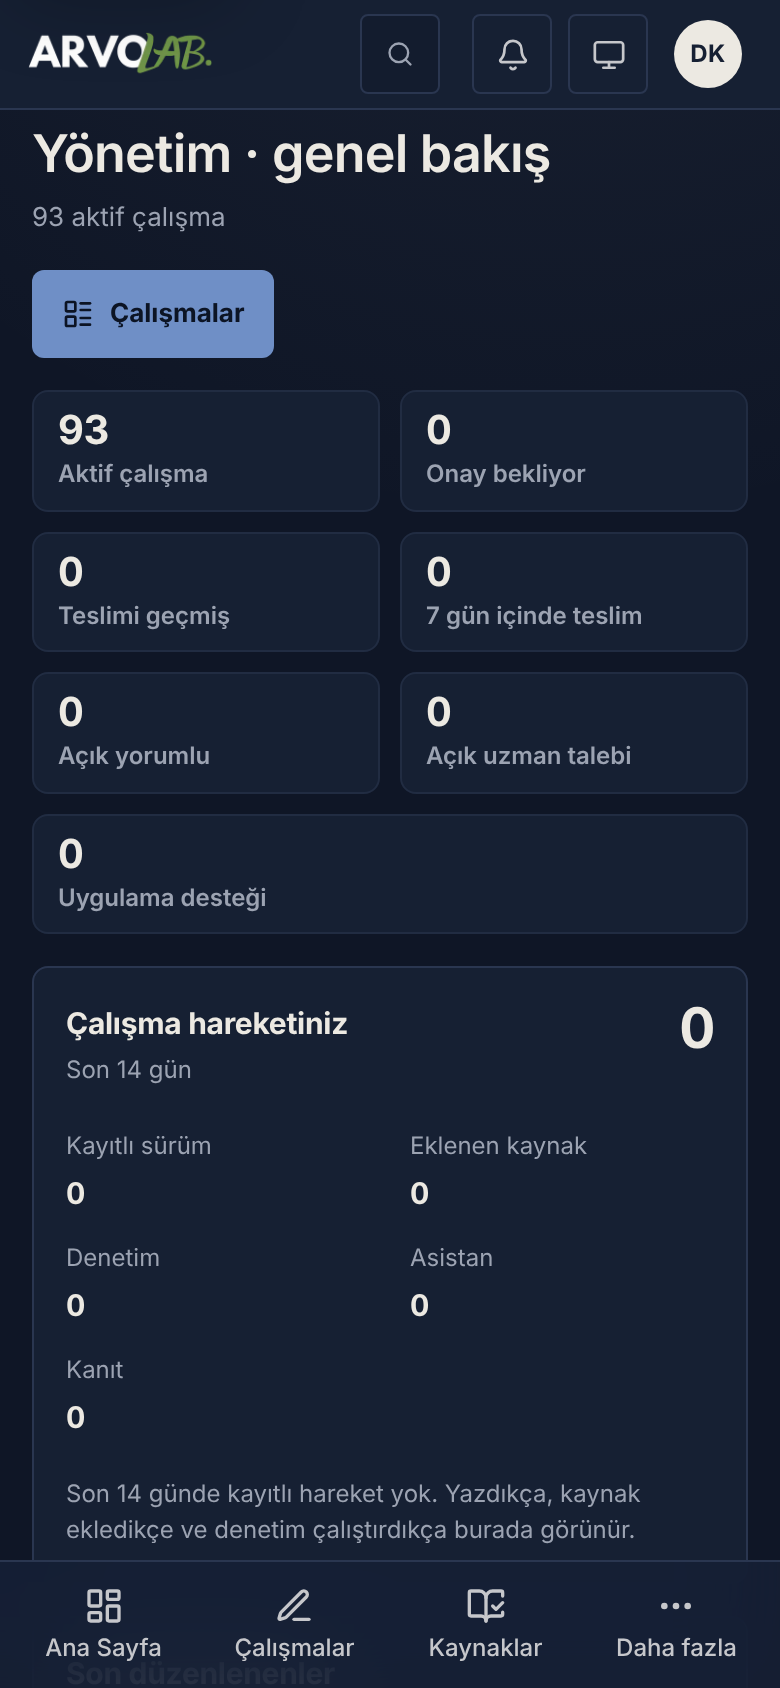 ARVOLAB.
DK
Yönetim · genel bakış
93 aktif çalışma
Çalışmalar
93
Aktif çalışma
0
Onay bekliyor
0
Teslimi geçmiş
0
7 gün içinde teslim
0
Açık yorumlu
0
Açık uzman talebi
0
Uygulama desteği
Çalışma hareketiniz
0
Son 14 gün
Kayıtlı sürüm
0
Eklenen kaynak
0
Denetim
0
Asistan
0
Kanıt
0
Son 14 günde kayıtlı hareket yok. Yazdıkça, kaynak
ekledikçe ve denetim çalıştırdıkça burada görünür.
Ana Sayfa
Çalışmalar
Kaynaklar
Daha fazla
Son düzenlenenler